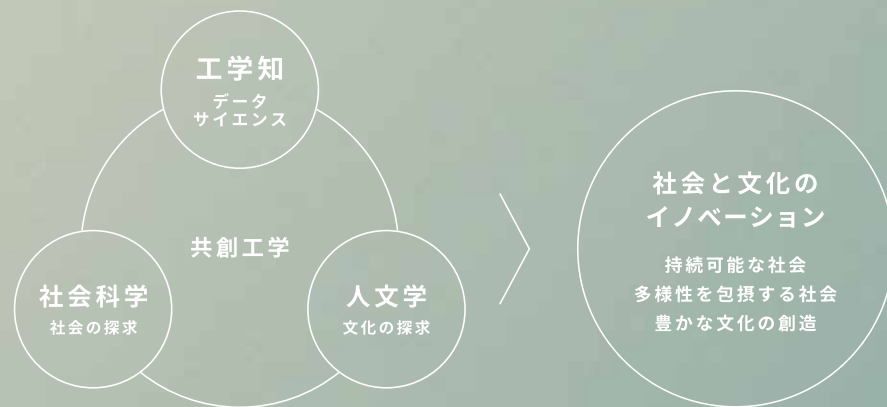 工学知
データ
サイエンス
共創工学
社会科学
社会の探求
人文学
文化の探求
社会と文化の
イノベーション
持続可能な社会
多様性を包摂する社会
豊かな文化の創造